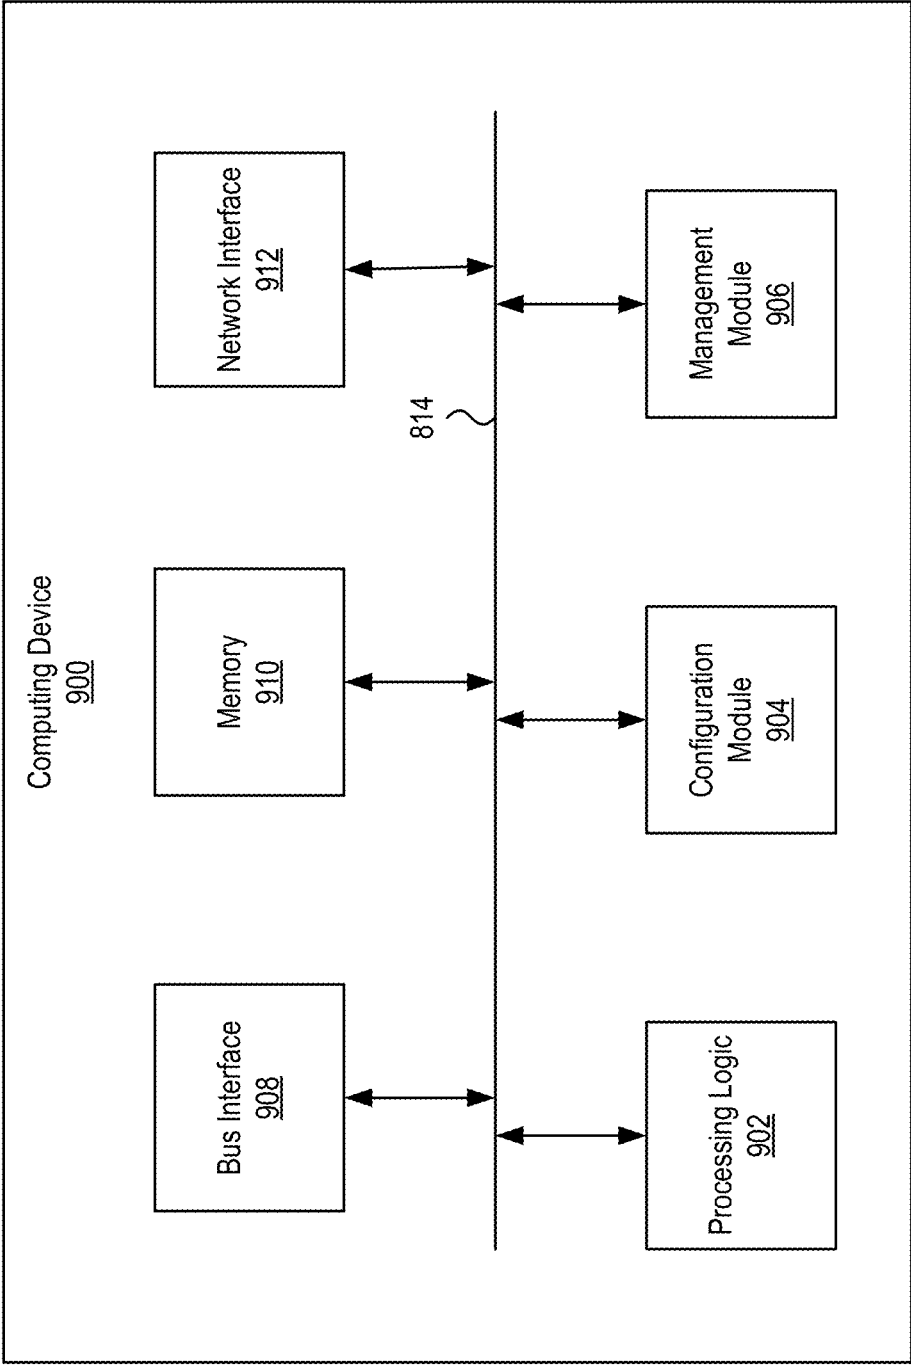 Computing Device
900
Bus Interface
908
Memory
910
Network Interface
912
814
Processing Logic
902
Configuration
Module
904
Management
Module
906